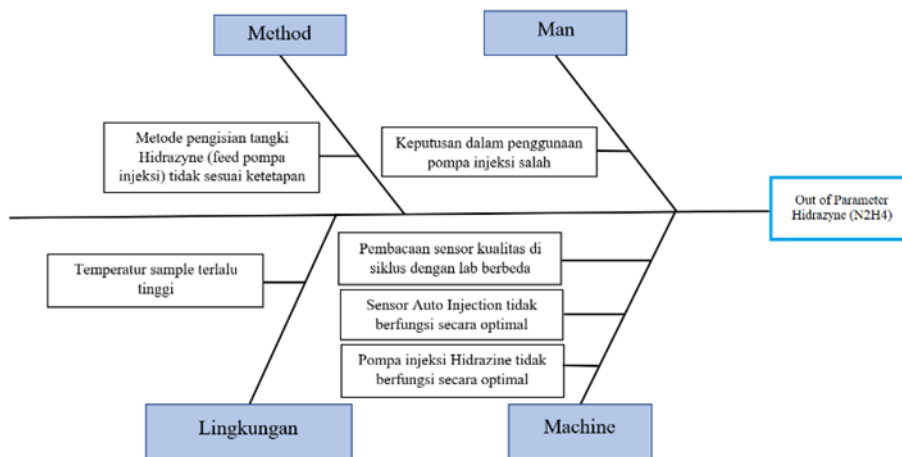 Method
Man
Metode pengisian tangki
Hidrazyne (feed pompa
injeksi) tidak sesuai ketetapan
Keputusan dalam penggunaan
pompa injeksi salah
Out of Parameter
Hidrazyne (N2H4)
Temperatur sample terlalu
tinggi
Pembacaan sensor kualitas di
siklus dengan lab berbeda
Sensor Auto Injection tidak
berfungsi secara optimal
Pompa injeksi Hidrazine tidak
berfungsi secara optimal
Lingkungan
Machine